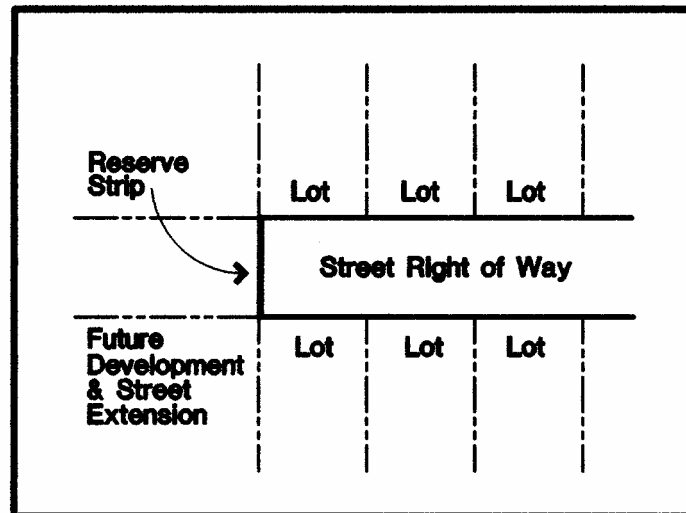 Reserve
Strip
Lot Lot Lot
Street Right of Way
Future
Development
& Street
Extension
Lot Lot Lot